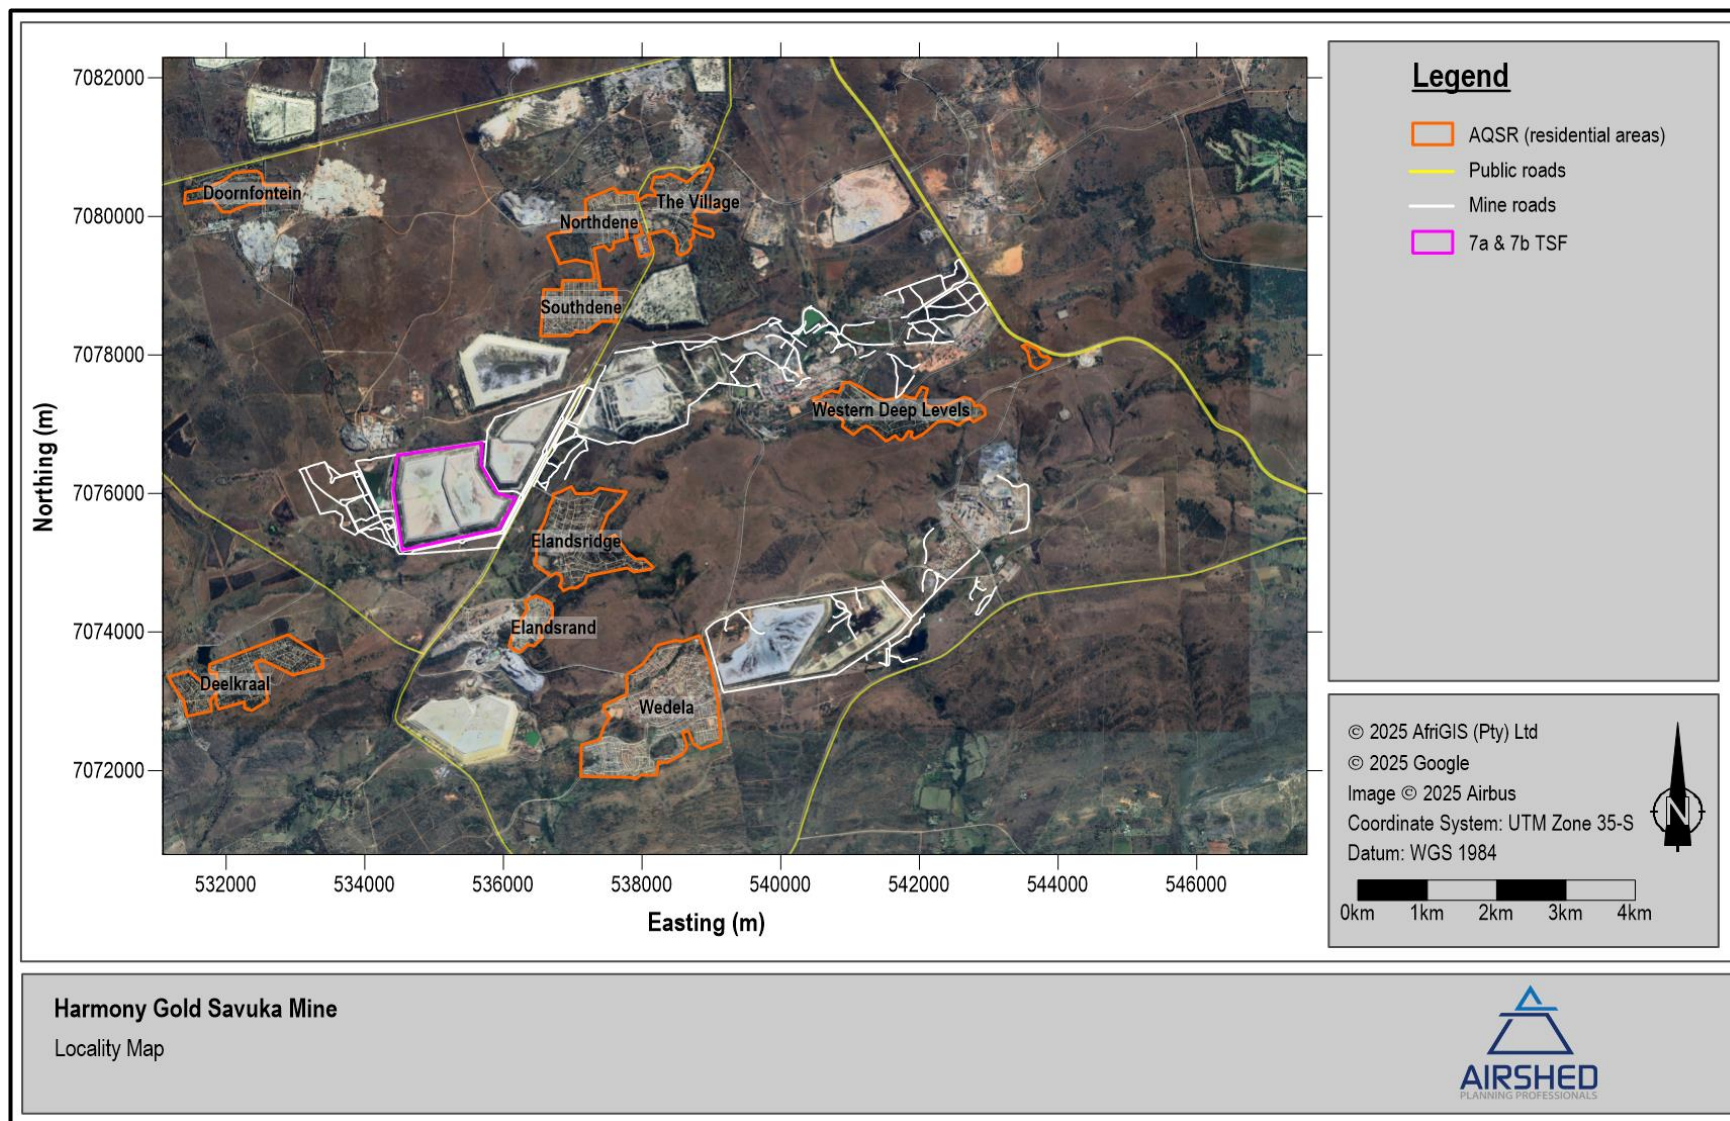 7082000
7080000
7078000
7076000
7074000
7072000
Northing (m)
Doornfontein
The Village
Northdene
Southdene
Western Deep Levels
Elandsridge
Elandsrand
Deelkraal
Wedela
532000
534000
536000
538000
540000
542000
544000
546000
Easting (m)
Legend
AQSR (residential areas)
Public roads
Mine roads
7a & 7b TSF
© 2025 AfriGIS (Pty) Ltd
© 2025 Google
Image © 2025 Airbus
Coordinate System: UTM Zone 35-S
Datum: WGS 1984
N
0km 1km 2km 3km 4km
Harmony Gold Savuka Mine
Locality Map
AIRSHED
PLANNING PROFESSIONALS